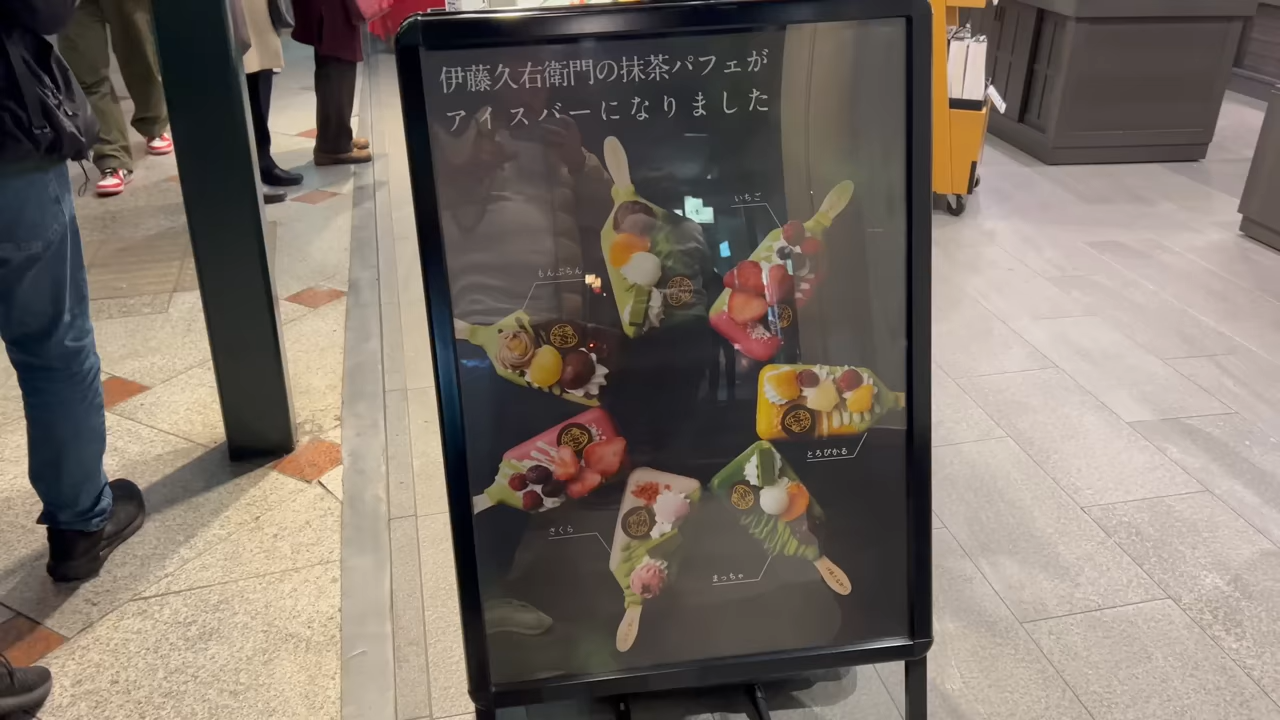 伊藤久右衛門の抹茶パフェが
アイスバーになりました
いちご
もんぶらん
とろぴかる
さくら
まっちゃ